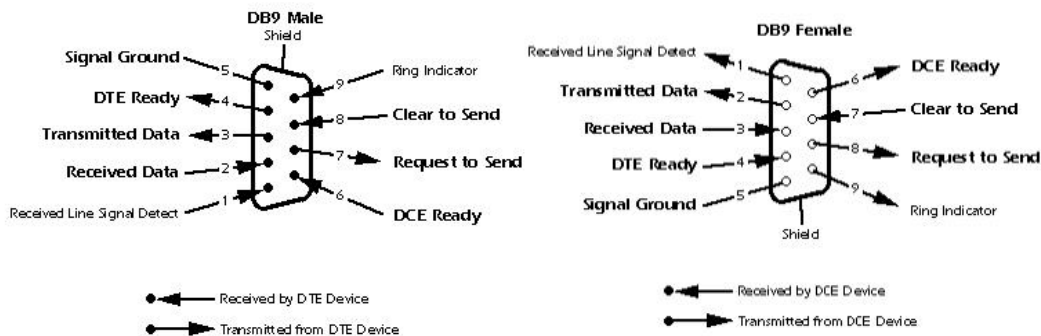 DB9 Male
Shield
Signal Ground
5
9
Ring Indicator
DTE Ready
4
8
Clear to Send
Transmitted Data
3
7
Request to Send
Received Data
2
6
DCE Ready
Received Line Signal Detect
1
Received by DTE Device
Transmitted from DTE Device
DB9 Female
Received Line Signal Detect
1
6
DCE Ready
Transmitted Data
2
7
Clear to Send
Received Data
3
8
Request to Send
DTE Ready
4
9
Ring Indicator
Signal Ground
5
Shield
Received by DCE Device
Transmitted from DCE Device